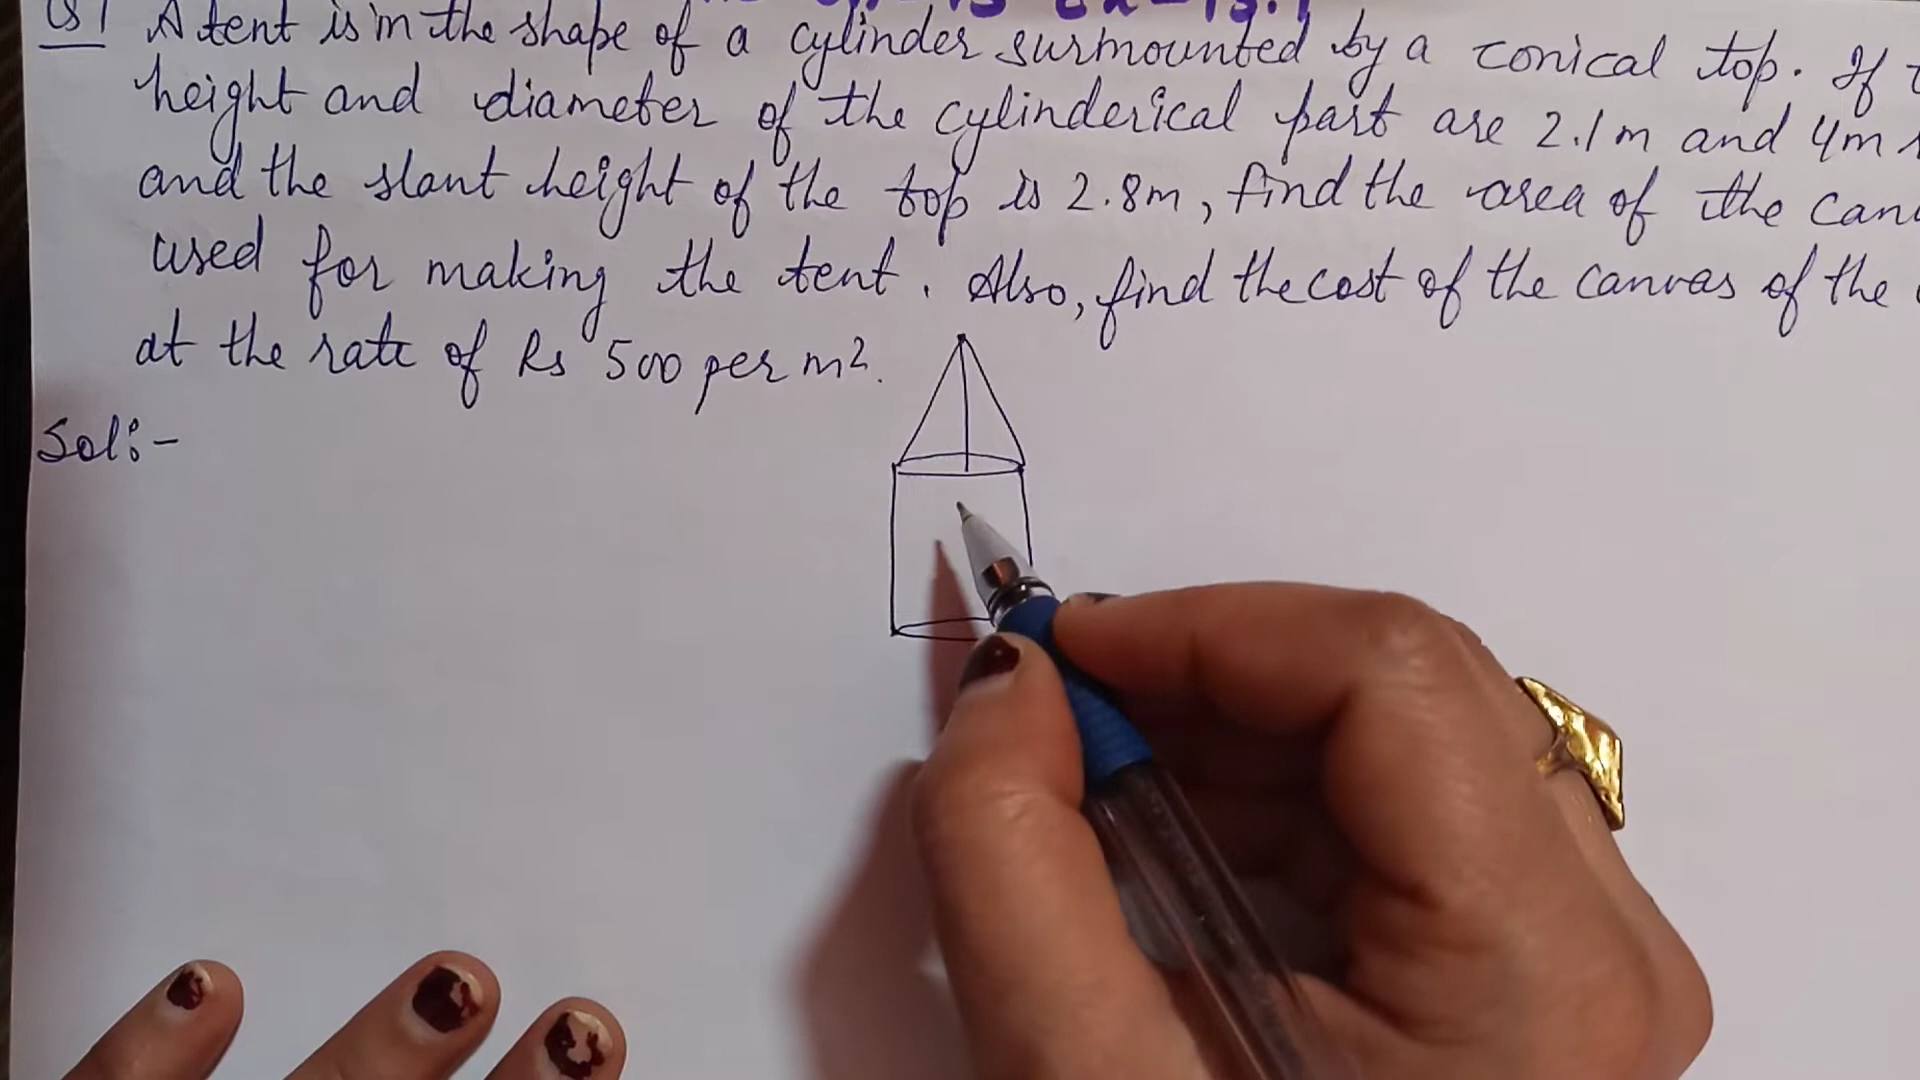 Q1 A tent is in the shape of a cylinder surmounted by a conical top. If
height and diameter of the cylinderical part are 2.1m and 4m
and the slant height of the top is 2.8m, find the area of the
used for making the tent. Also, find the cost of the canvas of the
at the rate of Rs 500 per m².
Sol:-